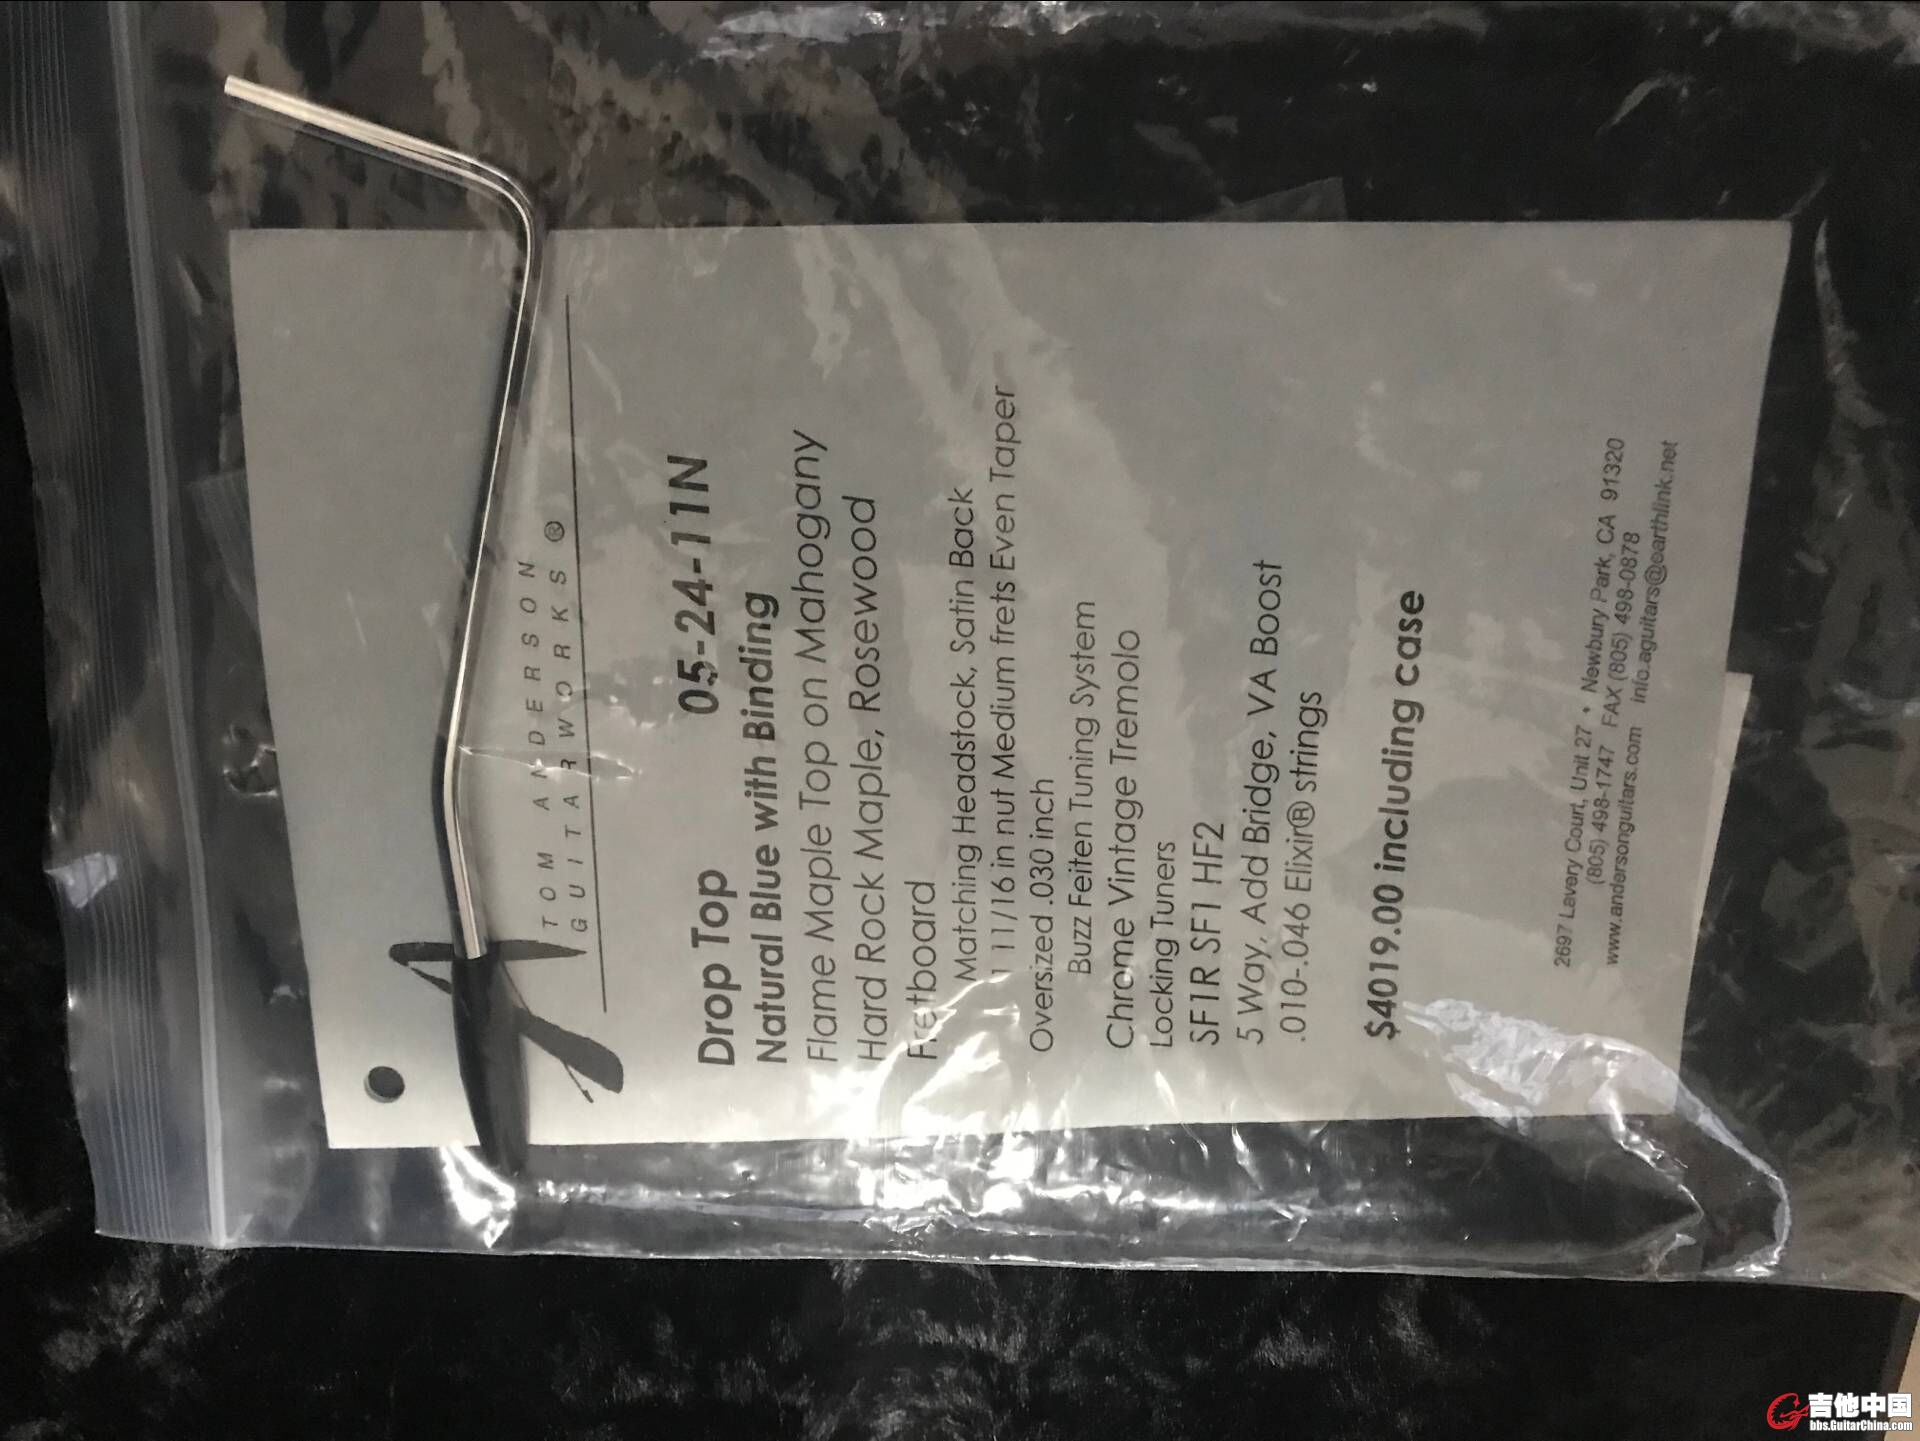 TOM ANDERSON
GUITARWORKS®
Drop Top 05-24-11N
Natural Blue with Binding
Flame Maple Top on Mahogany
Hard Rock Maple, Rosewood
Fretboard
Matching Headstock, Satin Back
1 11/16 in nut Medium frets Even Taper
Oversized .030 inch
Buzz Feiten Tuning System
Chrome Vintage Tremolo
Locking Tuners
SF1R SF1 HF2
5 Way, Add Bridge, VA Boost
.010-.046 Elixir® strings
$4019.00 including case
2697 Lavery Court, Unit 27 • Newbury Park, CA 91320
(805) 498-1747 FAX (805) 498-0878
www.andersonguitars.com info.aguitars@earthlink.net
吉他中国
bbs.GuitarChina.com